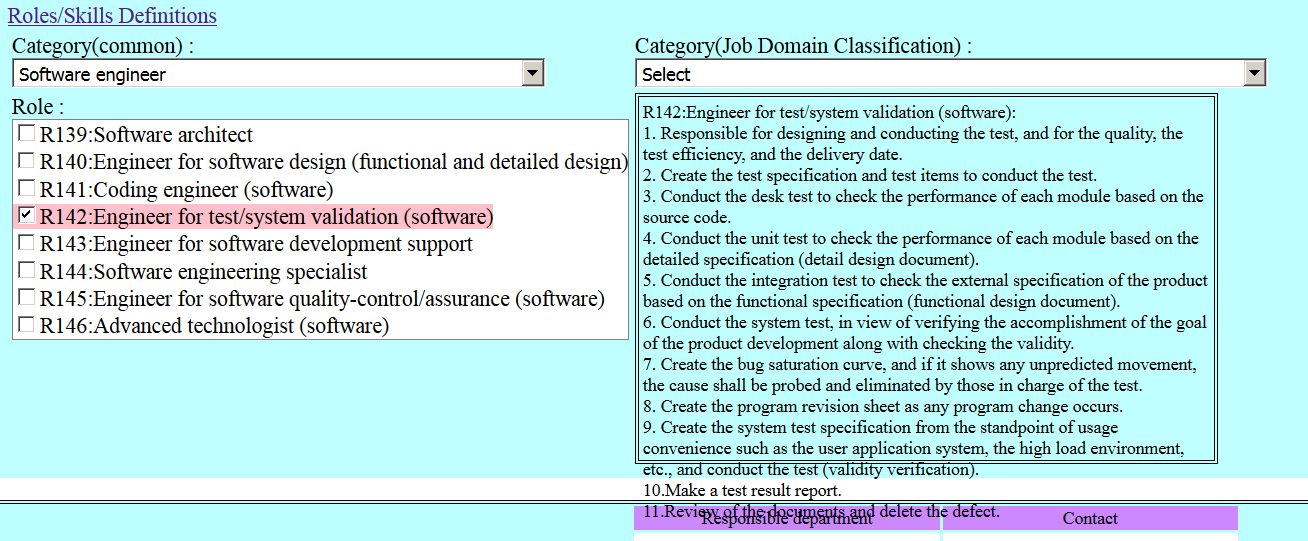 Roles/Skills Definitions
Category(common) :
Software engineer
Role :
R139:Software architect
R140:Engineer for software design (functional and detailed design)
R141:Coding engineer (software)
R142:Engineer for test/system validation (software)
R143:Engineer for software development support
R144:Software engineering specialist
R145:Engineer for software quality-control/assurance (software)
R146:Advanced technologist (software)
Category(Job Domain Classification) :
Select
R142:Engineer for test/system validation (software):
1. Responsible for designing and conducting the test, and for the quality, the
test efficiency, and the delivery date.
2. Create the test specification and test items to conduct the test.
3. Conduct the desk test to check the performance of each module based on the
source code.
4. Conduct the unit test to check the performance of each module based on the
detailed specification (detail design document).
5. Conduct the integration test to check the external specification of the product
based on the functional specification (functional design document).
6. Conduct the system test, in view of verifying the accomplishment of the goal
of the product development along with checking the validity.
7. Create the bug saturation curve, and if it shows any unpredicted movement,
the cause shall be probed and eliminated by those in charge of the test.
8. Create the program revision sheet as any program change occurs.
9. Create the system test specification from the standpoint of usage
convenience such as the user application system, the high load environment,
etc., and conduct the test (validity verification).
10.Make a test result report.
11.Review of the documents and delete the defect.
Responsible department
Contact